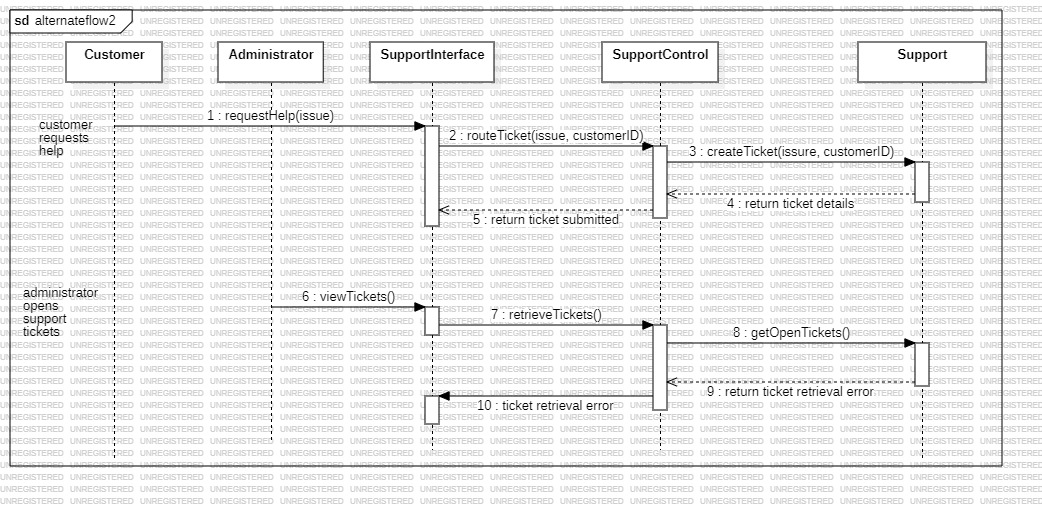 sd alternateflow2
Customer
Administrator
SupportInterface
SupportControl
Support
1 : requestHelp(issue)
customer
requests
help
2 : routeTicket(issue, customerID)
3 : createTicket(issure, customerID)
4 : return ticket details
5 : return ticket submitted
administrator
opens
support
tickets
6 : viewTickets()
7 : retrieveTickets()
8 : getOpenTickets()
9 : return ticket retrieval error
10 : ticket retrieval error
UNREGISTERED